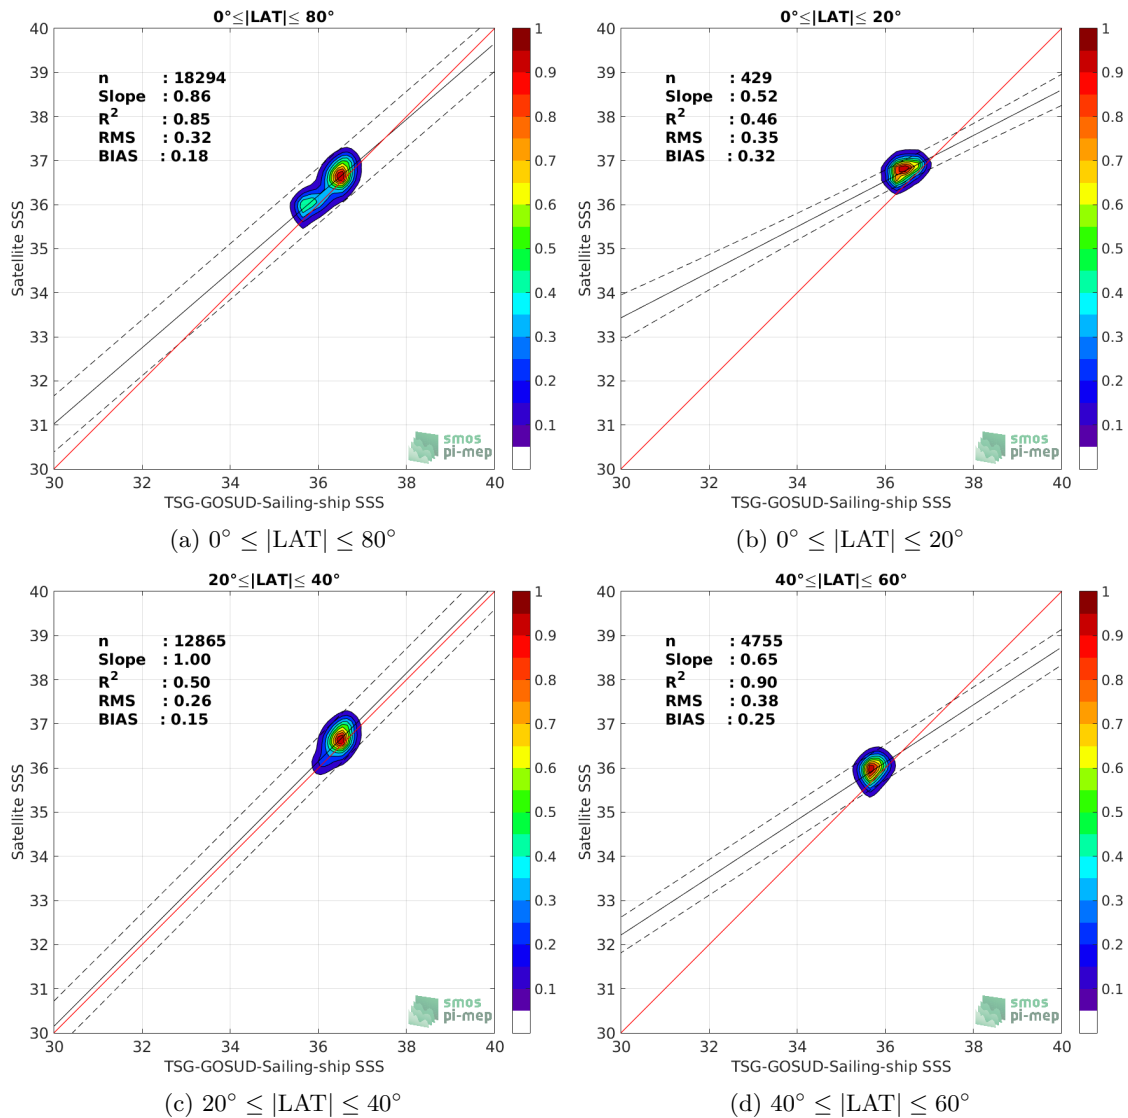 0°≤|LAT|≤ 80°
40
39
38
37
36
35
34
33
32
31
30
Satellite SSS
n : 18294
Slope : 0.86
R² : 0.85
RMS : 0.32
BIAS : 0.18
smos
pi-mep
30 32 34 36 38 40
TSG-GOSUD-Sailing-ship SSS
1
0.9
0.8
0.7
0.6
0.5
0.4
0.3
0.2
0.1
(a) 0° ≤ |LAT| ≤ 80°
0°≤|LAT|≤ 20°
40
39
38
37
36
35
34
33
32
31
30
Satellite SSS
n : 429
Slope : 0.52
R² : 0.46
RMS : 0.35
BIAS : 0.32
smos
pi-mep
30 32 34 36 38 40
TSG-GOSUD-Sailing-ship SSS
1
0.9
0.8
0.7
0.6
0.5
0.4
0.3
0.2
0.1
(b) 0° ≤ |LAT| ≤ 20°
20°≤|LAT|≤ 40°
40
39
38
37
36
35
34
33
32
31
30
Satellite SSS
n : 12865
Slope : 1.00
R² : 0.50
RMS : 0.26
BIAS : 0.15
smos
pi-mep
30 32 34 36 38 40
TSG-GOSUD-Sailing-ship SSS
1
0.9
0.8
0.7
0.6
0.5
0.4
0.3
0.2
0.1
(c) 20° ≤ |LAT| ≤ 40°
40°≤|LAT|≤ 60°
40
39
38
37
36
35
34
33
32
31
30
Satellite SSS
n : 4755
Slope : 0.65
R² : 0.90
RMS : 0.38
BIAS : 0.25
smos
pi-mep
30 32 34 36 38 40
TSG-GOSUD-Sailing-ship SSS
1
0.9
0.8
0.7
0.6
0.5
0.4
0.3
0.2
0.1
(d) 40° ≤ |LAT| ≤ 60°